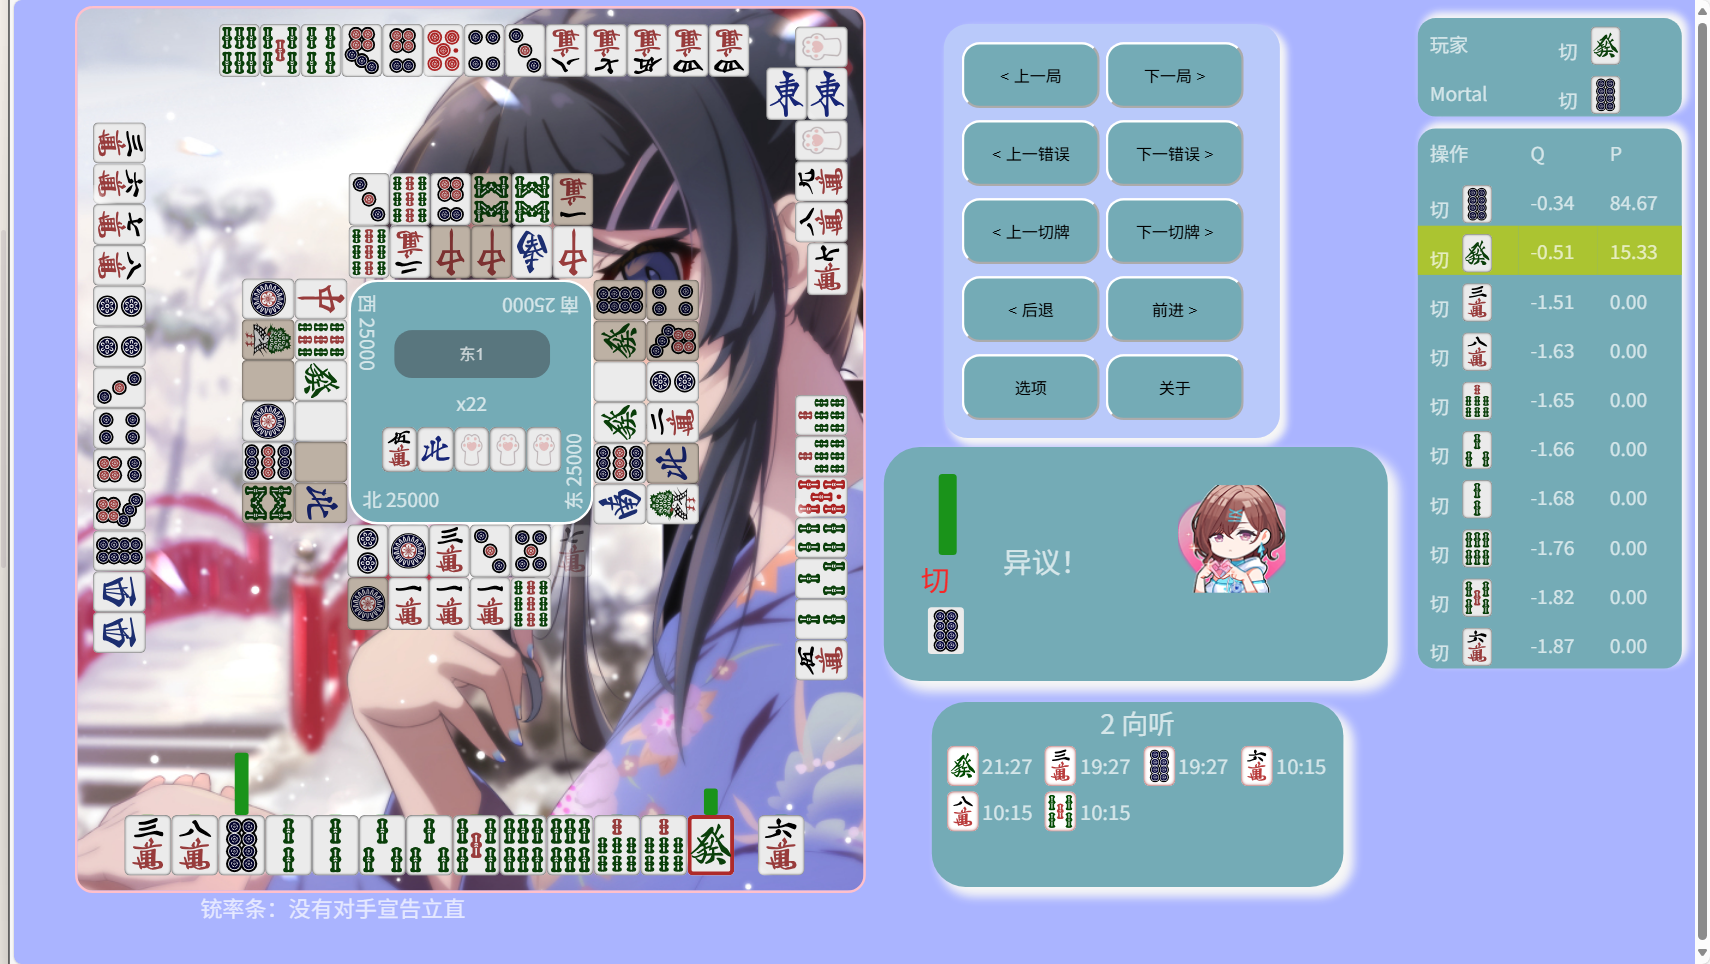 西 25000
南 25000
东1
x22
北 25000
东 25000
铳率条：没有对手宣告立直
< 上一局
下一局 >
< 上一错误
下一错误 >
< 上一切牌
下一切牌 >
< 后退
前进 >
选项
关于
切
异议！
2 向听
21:27
19:27
19:27
10:15
10:15
10:15
玩家 切
Mortal 切
操作 Q P
切 -0.34 84.67
切 -0.51 15.33
切 -1.51 0.00
切 -1.63 0.00
切 -1.65 0.00
切 -1.66 0.00
切 -1.68 0.00
切 -1.76 0.00
切 -1.82 0.00
切 -1.87 0.00